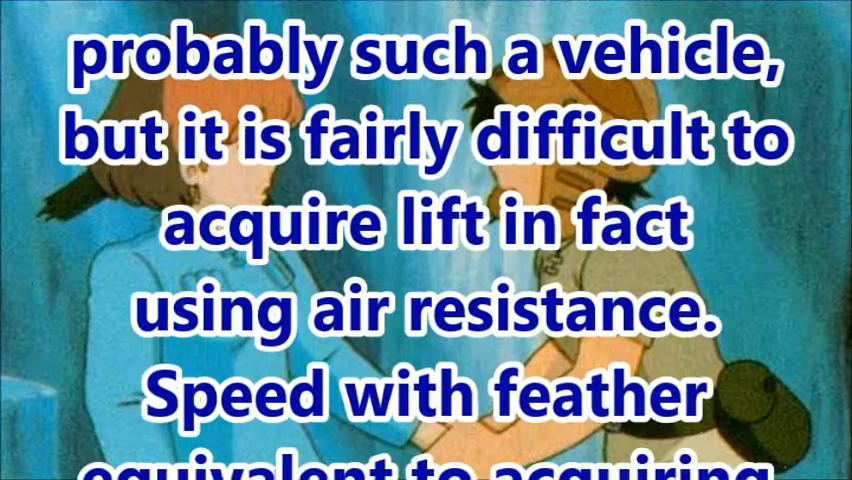 probably such a vehicle,
but it is fairly difficult to
acquire lift in fact
using air resistance.
Speed with feather
equivalent to acquiring